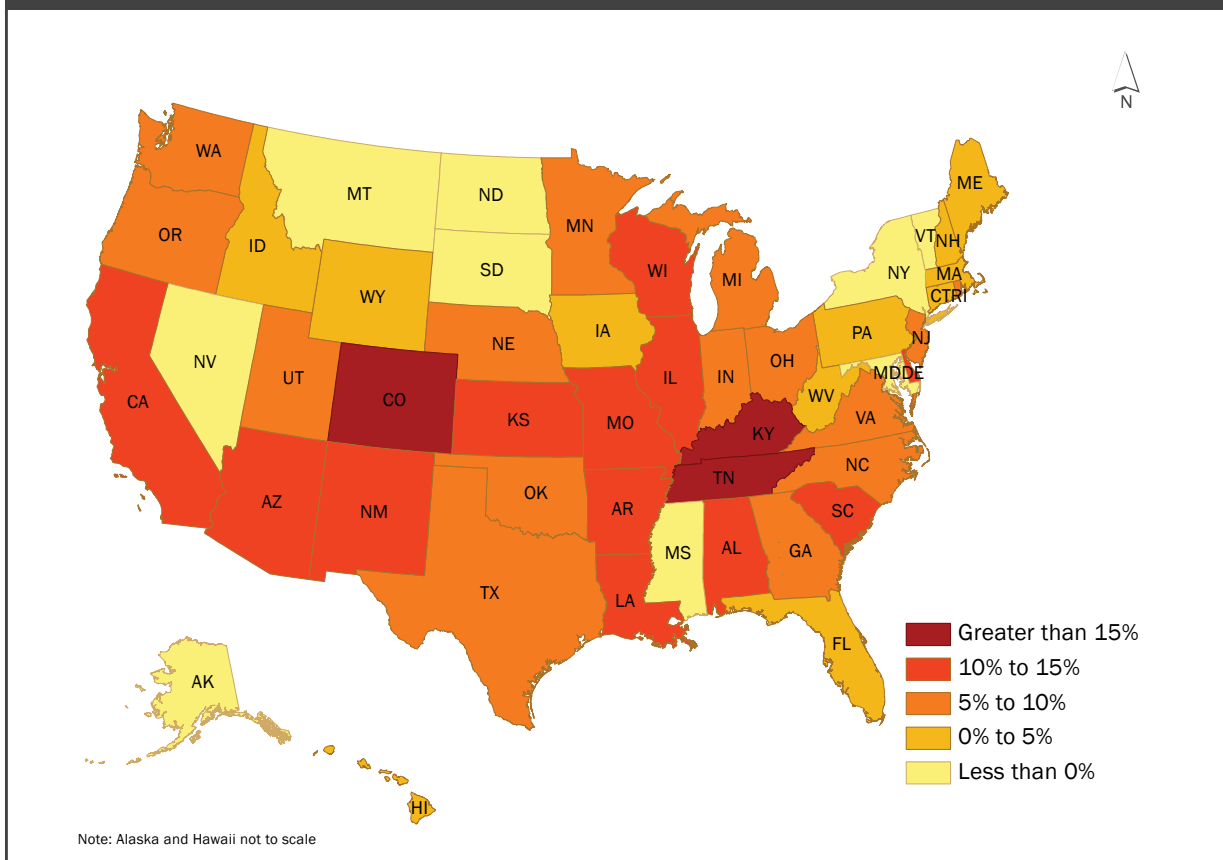 N
WA
MT
ND
MN
ME
OR
ID
SD
WI
MI
VT
NH
NY
MA
CT
RI
WY
IA
PA
NE
NJ
NV
UT
CO
IL
IN
OH
MD
DE
WV
VA
CA
KS
MO
KY
NC
TN
AZ
NM
OK
AR
SC
MS
AL
GA
TX
LA
FL
AK
HI
Greater than 15%
10% to 15%
5% to 10%
0% to 5%
Less than 0%
Note: Alaska and Hawaii not to scale